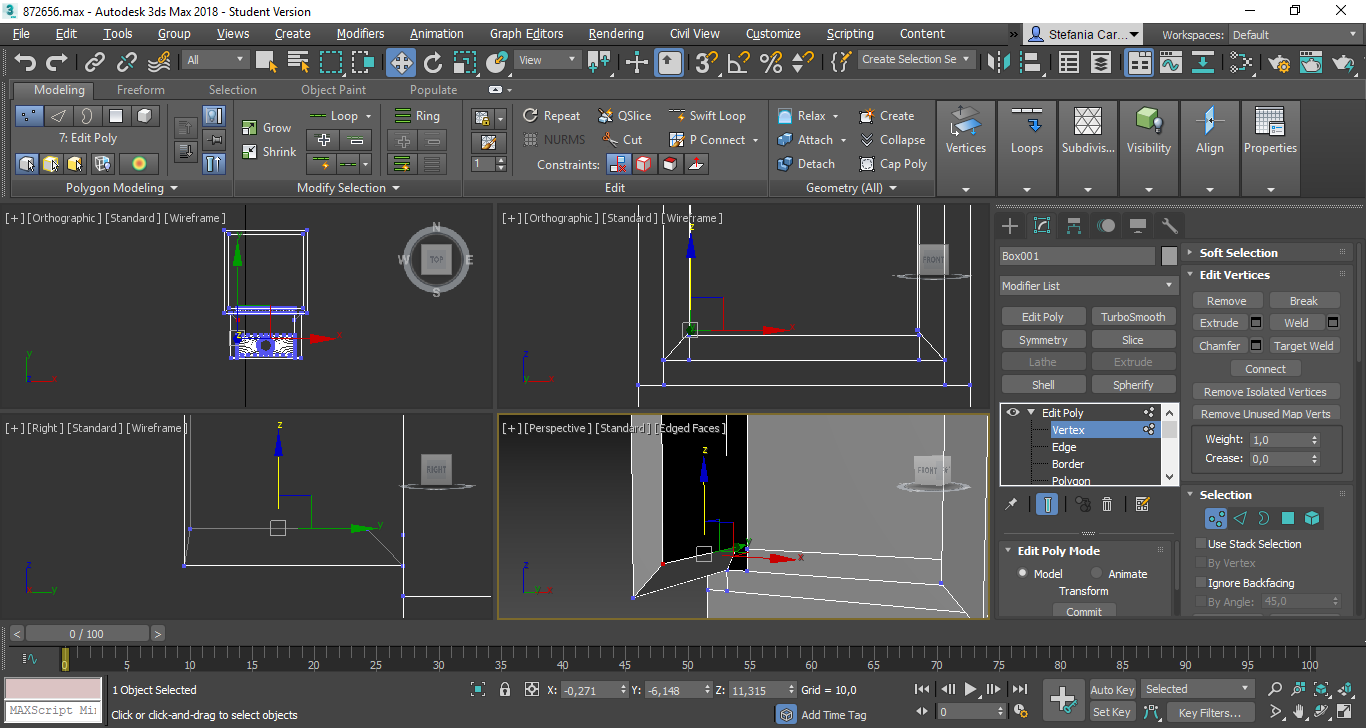 872656.max - Autodesk 3ds Max 2018 - Student Version
File Edit Tools Group Views Create Modifiers Animation Graph Editors Rendering Civil View Customize Scripting Content » Stefania Car... Workspaces: Default
All View 3 Create Selection Se
Modeling Freeform Selection Object Paint Populate
7: Edit Poly
Grow Shrink
Loop Ring
1
Repeat QSlice Swift Loop
NURMS Cut P Connect
Constraints:
Relax Create
Attach Collapse
Detach Cap Poly
Vertices Loops Subdivis... Visibility Align Properties
Polygon Modeling Modify Selection Edit Geometry (All)
[+] [Orthographic] [Standard] [Wireframe]
N W TOP E S
z x
y z x
[+] [Orthographic] [Standard] [Wireframe]
FRONT
z x
z y x
[+] [Right] [Standard] [Wireframe]
RIGHT
z y
z y
[+] [Perspective] [Standard] [Edged Faces]
FRONT
z y x
z y x
Box001
Modifier List
Edit Poly TurboSmooth
Symmetry Slice
Lathe Extrude
Shell Spherify
Edit Poly
Vertex
Edge
Border
Polygon
Edit Poly Mode
Model Animate
Transform
Commit
Soft Selection
Edit Vertices
Remove Break
Extrude Weld
Chamfer Target Weld
Connect
Remove Isolated Vertices
Remove Unused Map Verts
Weight: 1,0
Crease: 0,0
Selection
Use Stack Selection
By Vertex
Ignore Backfacing
By Angle: 45,0
< 0 / 100 >
0 5 10 15 20 25 30 35 40 45 50 55 60 65 70 75 80 85 90 95 100
1 Object Selected
X: -0,271 Y: -6,148 Z: 11,315 Grid = 10,0
Auto Key Selected
MAXScript Mi
Click or click-and-drag to select objects
Add Time Tag
0
Set Key Key Filters...